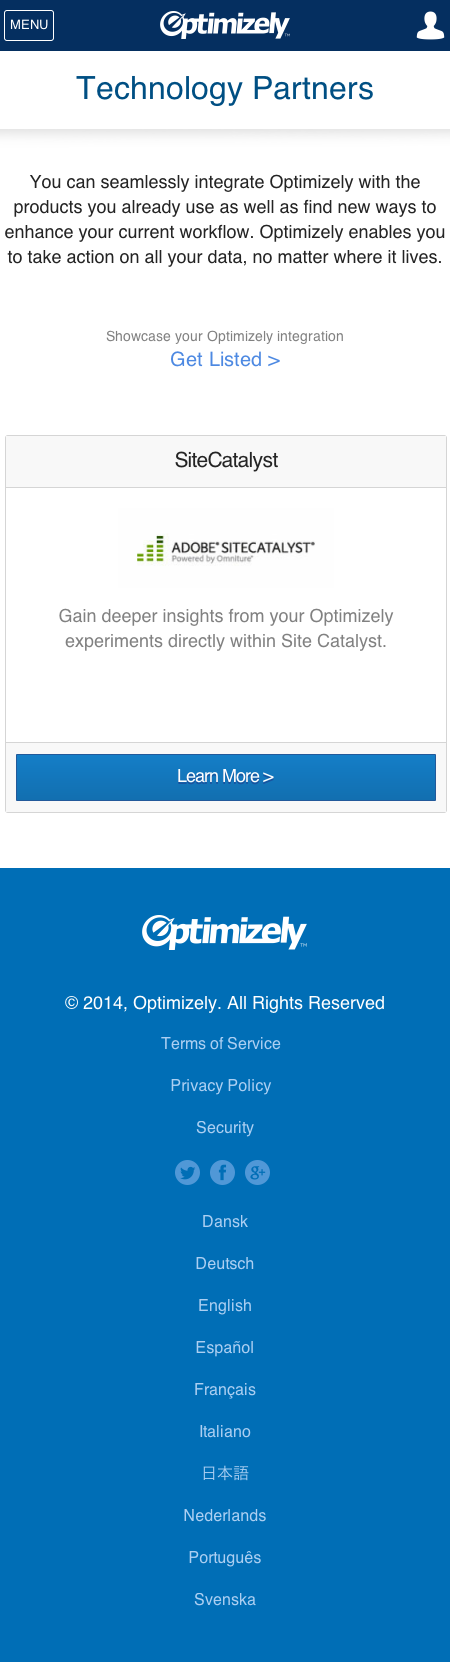 MENU
Optimizely™
Technology Partners
You can seamlessly integrate Optimizely with the
products you already use as well as find new ways to
enhance your current workflow. Optimizely enables you
to take action on all your data, no matter where it lives.
Showcase your Optimizely integration
Get Listed >
SiteCatalyst
ADOBE® SITECATALYST®
Powered by Omniture®
Gain deeper insights from your Optimizely
experiments directly within Site Catalyst.
Learn More >
Optimizely™
© 2014, Optimizely. All Rights Reserved
Terms of Service
Privacy Policy
Security
Dansk
Deutsch
English
Español
Français
Italiano
日本語
Nederlands
Português
Svenska